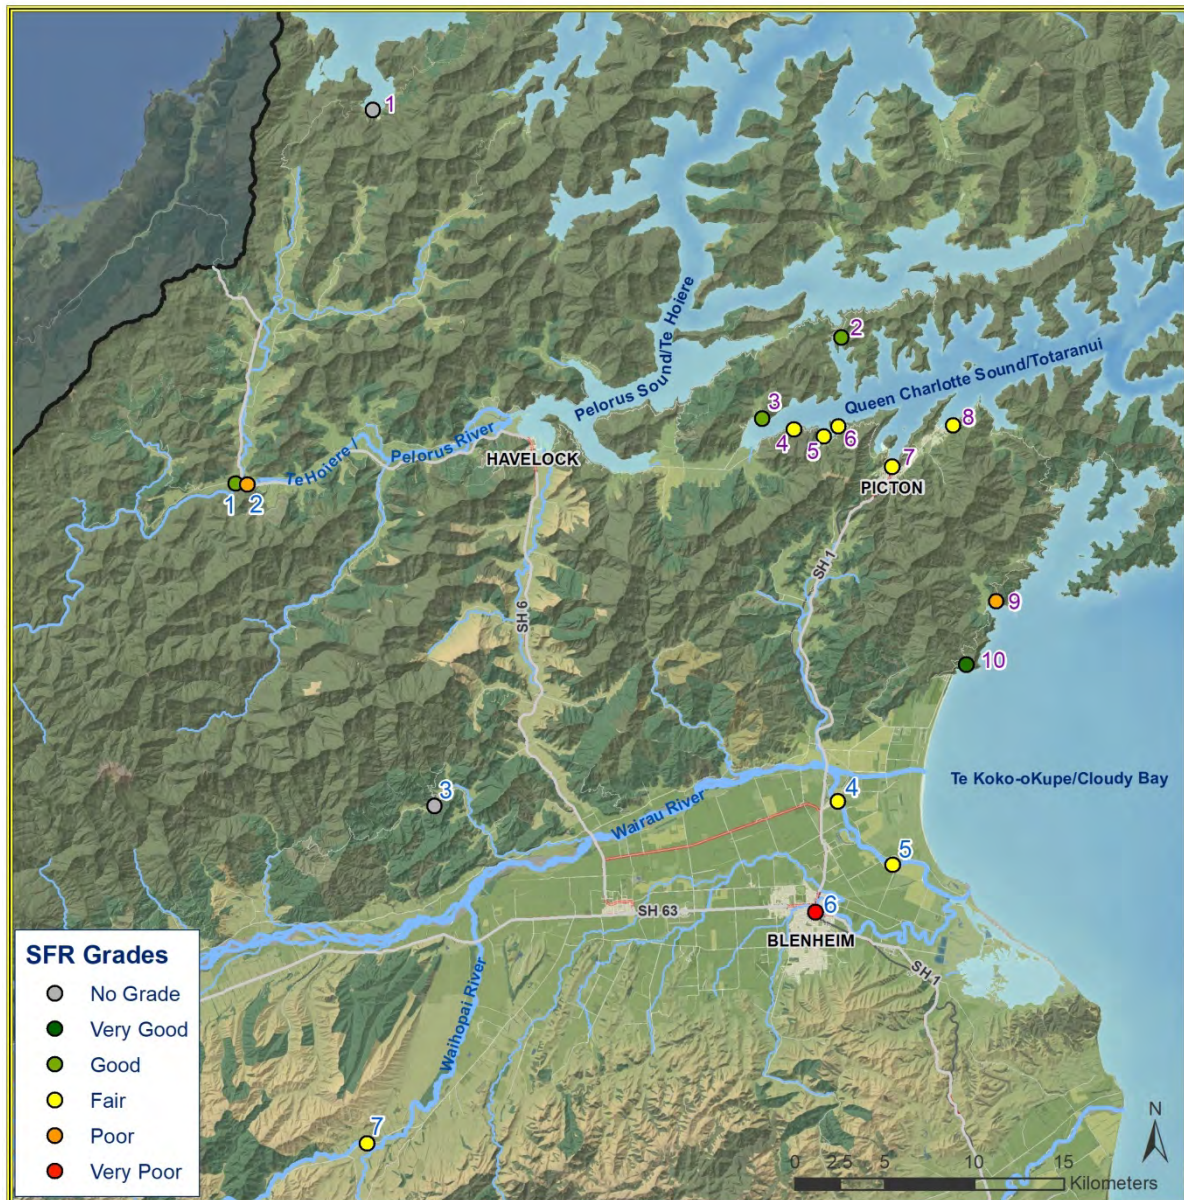 1
2
Pelorus Sound/Te Hoiere
Queen Charlotte Sound/Totaranui
3
4
5
6
8
7
PICTON
Pelorus River
Te Hoiere /
HAVELOCK
1
2
SH 1
SH 6
9
10
Te Koko-oKupe/Cloudy Bay
3
4
Wairau River
5
6
SH 63
BLENHEIM
SH 1
Waihopai River
7
SFR Grades
No Grade
Very Good
Good
Fair
Poor
Very Poor
N
0 2.5 5 10 15
Kilometers